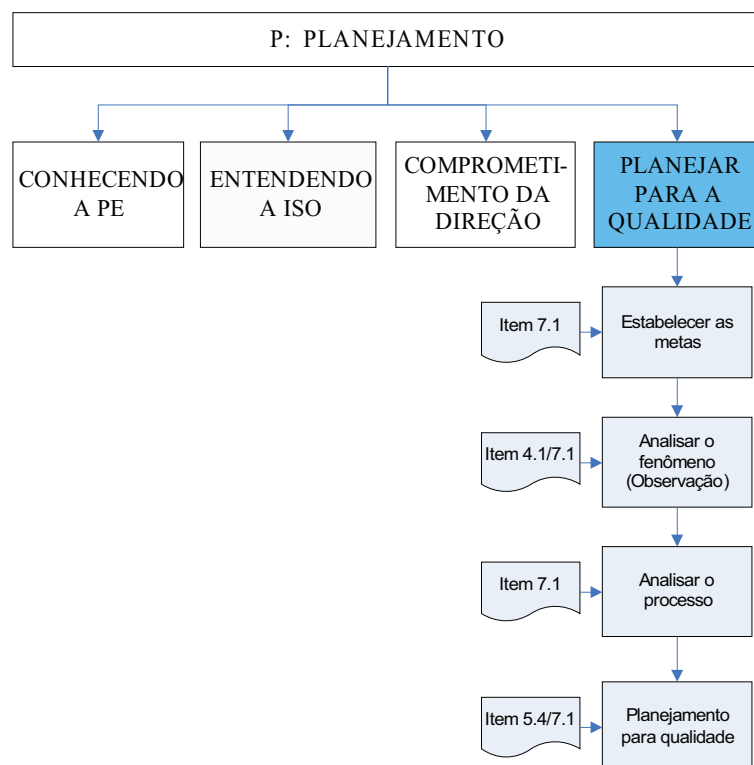 P: PLANEJAMENTO
CONHECENDO
A PE
ENTENDENDO
A ISO
COMPROMETI-
MENTO DA
DIREÇÃO
PLANEJAR
PARA A
QUALIDADE
Item 7.1
Estabelecer as
metas
Item 4.1/7.1
Analisar o
fenômeno
(Observação)
Item 7.1
Analisar o
processo
Item 5.4/7.1
Planejamento
para qualidade